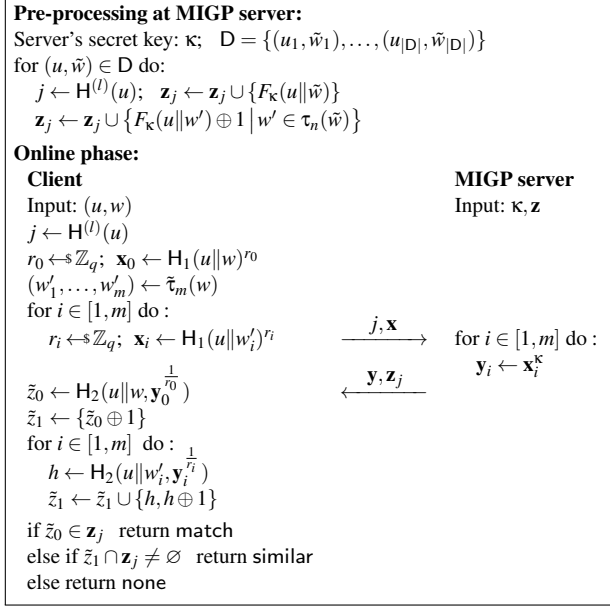 Pre-processing at MIGP server:
Server's secret key: κ; D = {(u₁, w̃₁), …, (u_{|D|}, w̃_{|D|})}
for (u, w̃) ∈ D do:
j ← H^{(l)}(u); z_j ← z_j ∪ {F_κ(u‖w̃)}
z_j ← z_j ∪ {F_κ(u‖w′) ⊕ 1 | w′ ∈ τ_n(w̃)}
Online phase:
Client MIGP server
Input: (u, w) Input: κ, z
j ← H^{(l)}(u)
r₀ ←$ ℤ_q; x₀ ← H₁(u‖w)^{r₀}
(w′₁, …, w′_m) ← τ̃_m(w)
for i ∈ [1, m] do :
r_i ←$ ℤ_q; x_i ← H₁(u‖w′_i)^{r_i} j, x for i ∈ [1, m] do :
y_i ← x_i^κ
z̃₀ ← H₂(u‖w, y₀^{1/r₀}) y, z_j
z̃₁ ← {z̃₀ ⊕ 1}
for i ∈ [1, m] do :
h ← H₂(u‖w′_i, y_i^{1/r_i})
z̃₁ ← z̃₁ ∪ {h, h ⊕ 1}
if z̃₀ ∈ z_j return match
else if z̃₁ ∩ z_j ≠ ∅ return similar
else return none